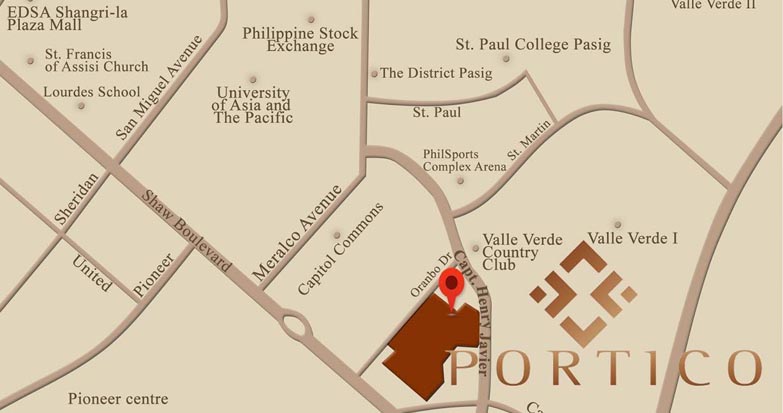 EDSA Shangri-la
Plaza Mall
Valle Verde II
St. Francis
of Assisi Church
Philippine Stock
Exchange
St. Paul College Pasig
The District Pasig
Lourdes School
San Miguel Avenue
University
of Asia and
The Pacific
St. Paul
St. Martin
PhilSports
Complex Arena
Sheridan
Shaw Boulevard
Meralco Avenue
Capitol Commons
Valle Verde
Country
Club
Valle Verde I
United
Pioneer
Oranbo Dr
Capt. Henry Javier
PORTICO
Pioneer centre